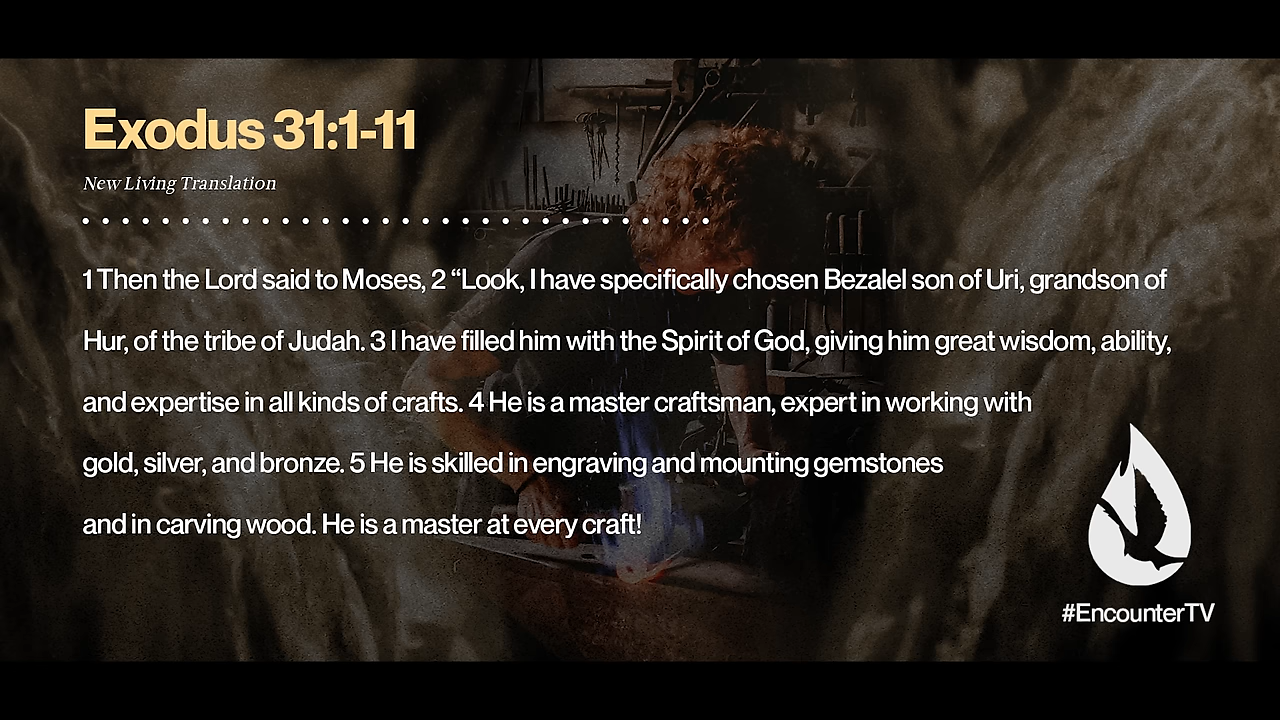 Exodus 31:1-11
New Living Translation
1 Then the Lord said to Moses, 2 “Look, I have specifically chosen Bezalel son of Uri, grandson of
Hur, of the tribe of Judah. 3 I have filled him with the Spirit of God, giving him great wisdom, ability,
and expertise in all kinds of crafts. 4 He is a master craftsman, expert in working with
gold, silver, and bronze. 5 He is skilled in engraving and mounting gemstones
and in carving wood. He is a master at every craft!
#EncounterTV